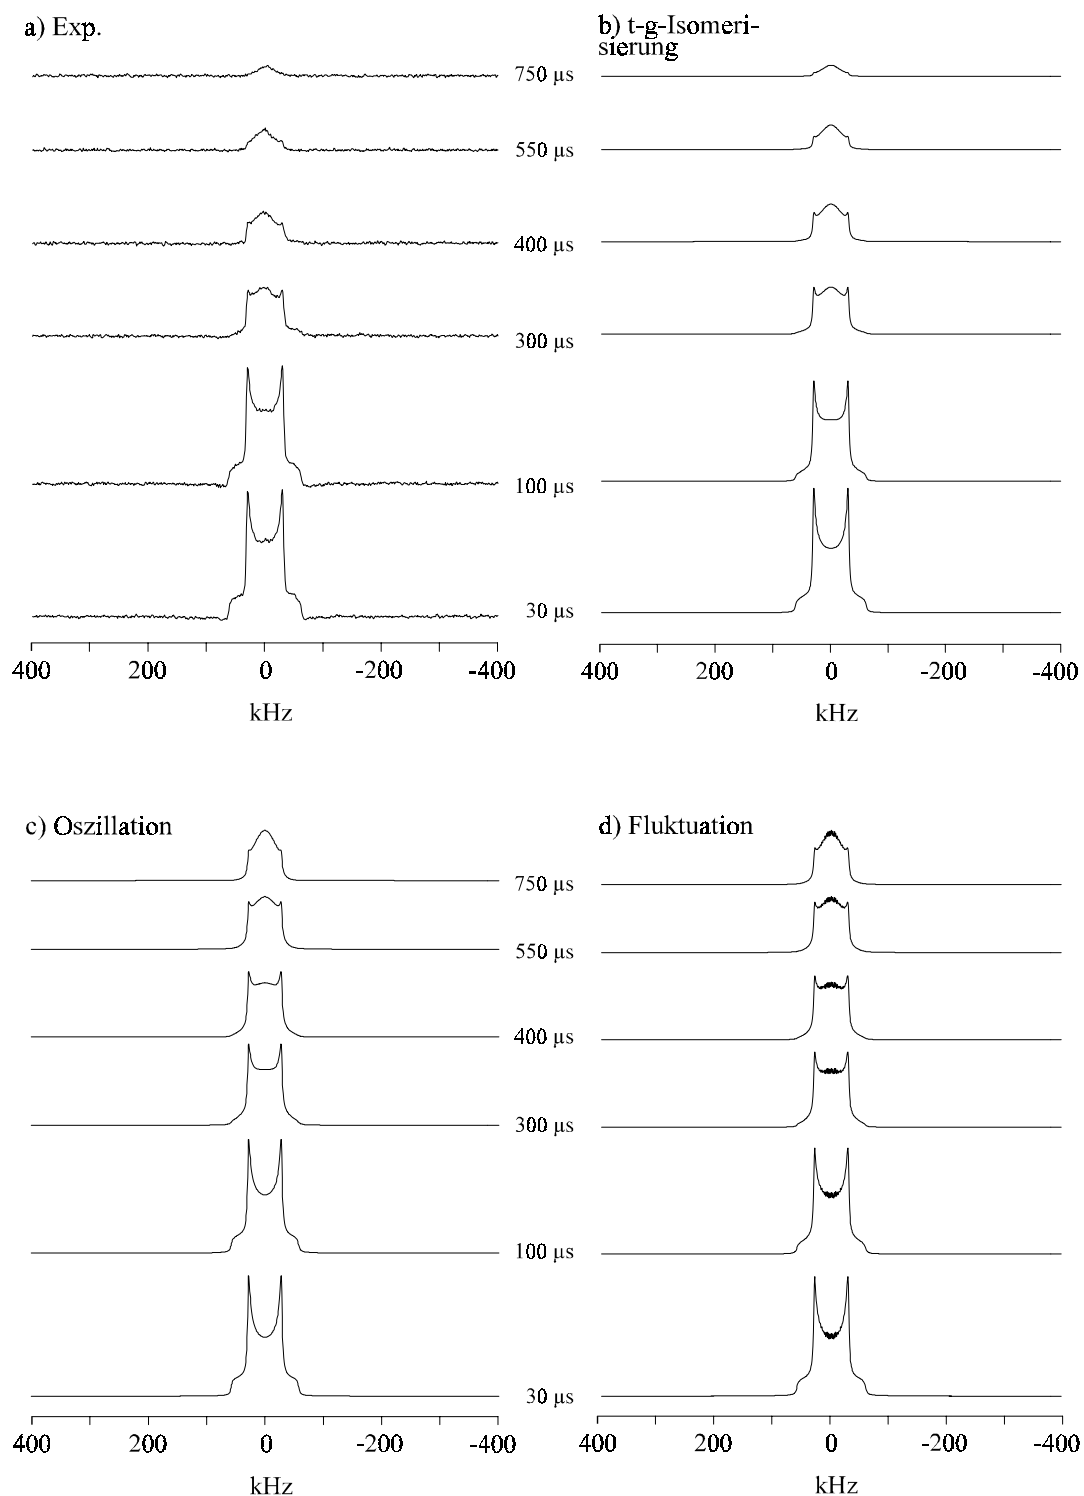 a) Exp.
750 µs
550 µs
400 µs
300 µs
100 µs
30 µs
400 200 0 -200 -400
kHz
b) t-g-Isomeri-
sierung
400 200 0 -200 -400
kHz
c) Oszillation
750 µs
550 µs
400 µs
300 µs
100 µs
30 µs
400 200 0 -200 -400
kHz
d) Fluktuation
400 200 0 -200 -400
kHz